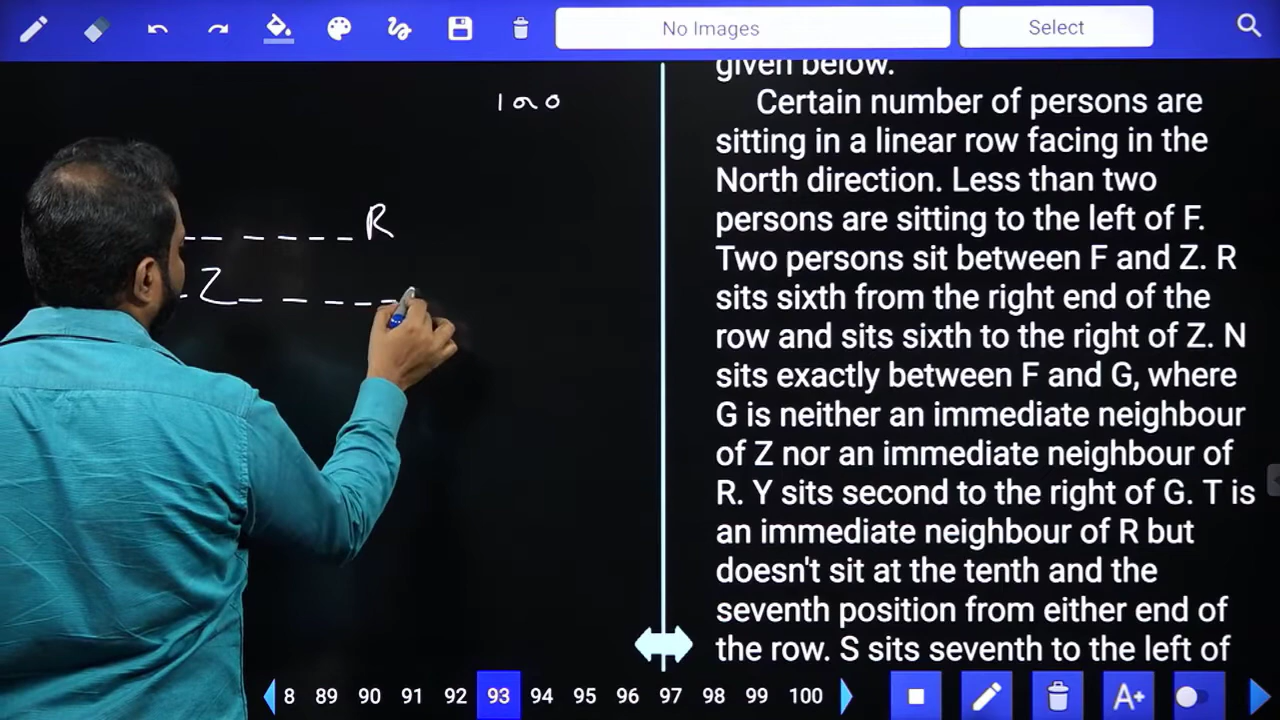 No Images
Select
100
R
Z
given below.
Certain number of persons are
sitting in a linear row facing in the
North direction. Less than two
persons are sitting to the left of F.
Two persons sit between F and Z. R
sits sixth from the right end of the
row and sits sixth to the right of Z. N
sits exactly between F and G, where
G is neither an immediate neighbour
of Z nor an immediate neighbour of
R. Y sits second to the right of G. T is
an immediate neighbour of R but
doesn't sit at the tenth and the
seventh position from either end of
the row. S sits seventh to the left of
8 89 90 91 92 93 94 95 96 97 98 99 100
A+